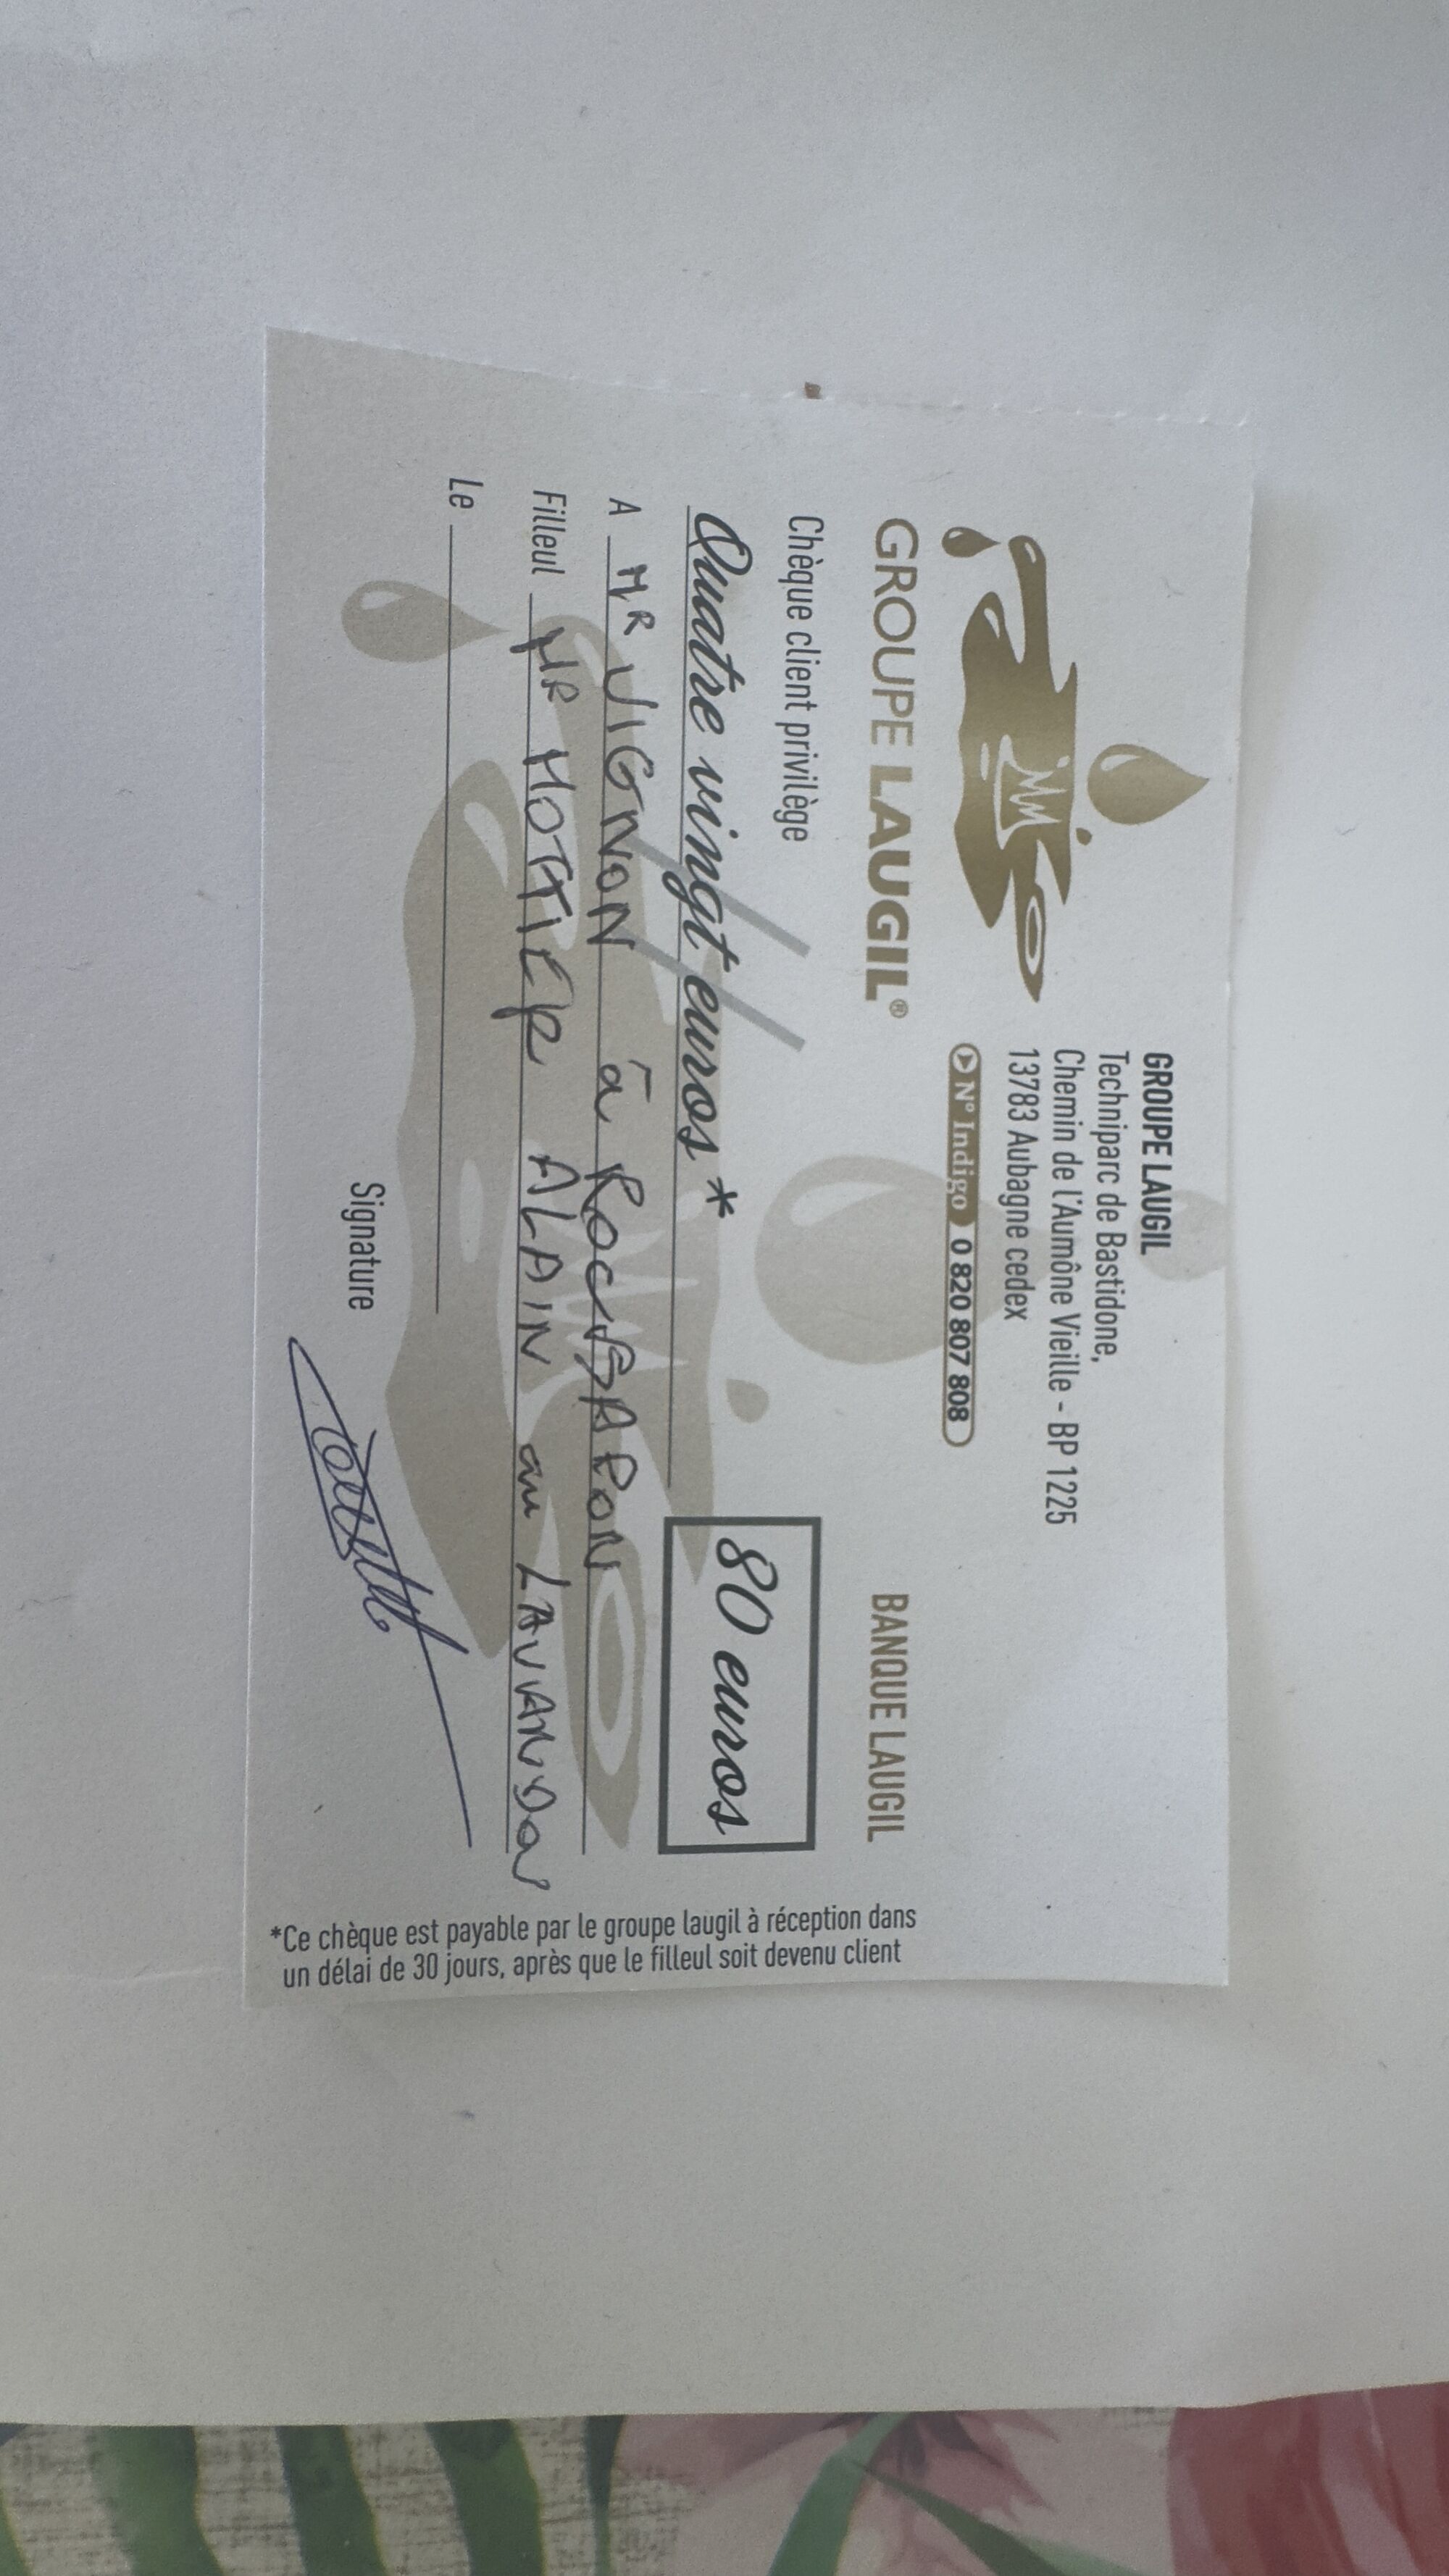 GROUPE LAUGIL
Techniparc de Bastidone,
Chemin de l'Aumône Vieille - BP 1225
13783 Aubagne cedex
N° Indigo 0 820 807 808
GROUPE LAUGIL®
BANQUE LAUGIL
Chèque client privilège
Quatre vingt euros*
80 euros
A MR VIGNON à ROCBARON
Filleul MR ALAIN au LAVANDOU
Le
Signature
*Ce chèque est payable par le groupe laugil à réception dans
un délai de 30 jours, après que le filleul soit devenu client